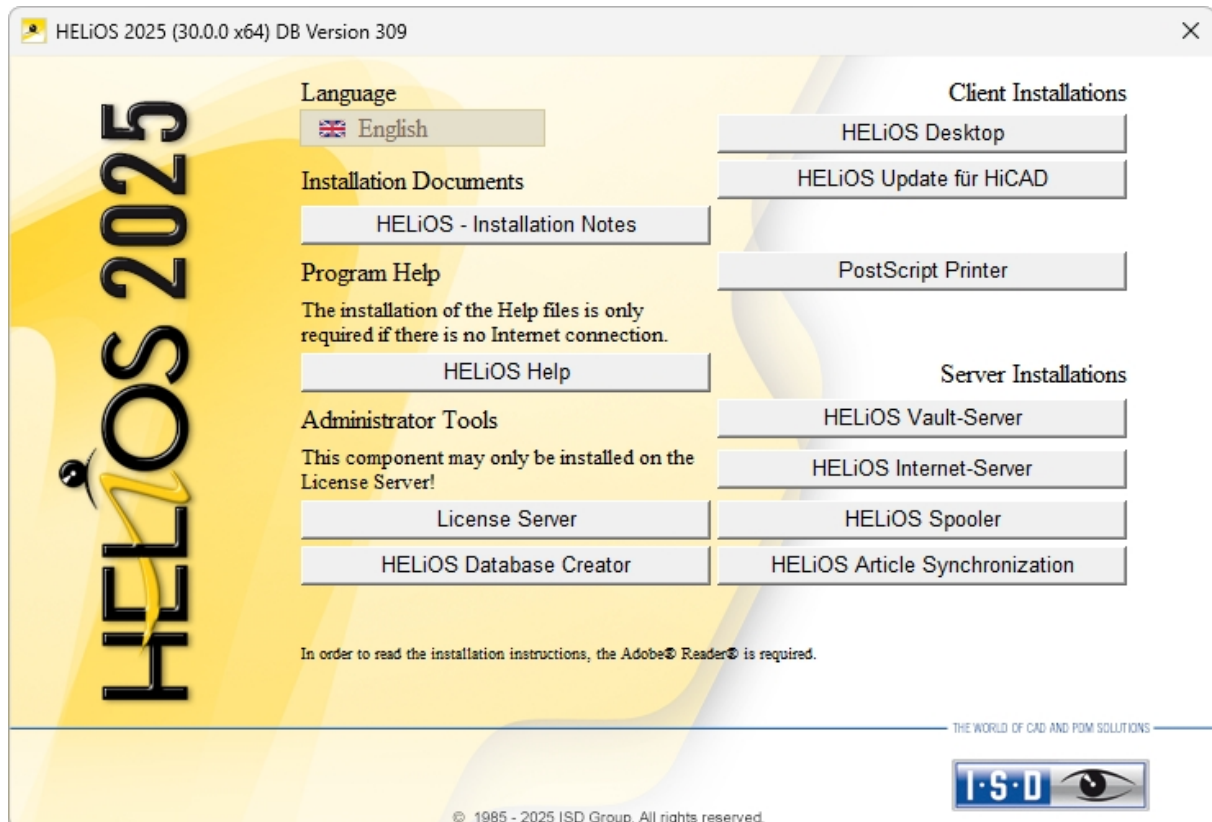 HELiOS 2025 (30.0.0 x64) DB Version 309
HELiOS 2025
Language
English
Installation Documents
HELiOS - Installation Notes
Program Help
The installation of the Help files is only
required if there is no Internet connection.
HELiOS Help
Administrator Tools
This component may only be installed on the
License Server!
License Server
HELiOS Database Creator
Client Installations
HELiOS Desktop
HELiOS Update für HiCAD
PostScript Printer
Server Installations
HELiOS Vault-Server
HELiOS Internet-Server
HELiOS Spooler
HELiOS Article Synchronization
In order to read the installation instructions, the Adobe® Reader® is required.
THE WORLD OF CAD AND PDM SOLUTIONS
I·S·D
© 1985 - 2025 ISD Group. All rights reserved.